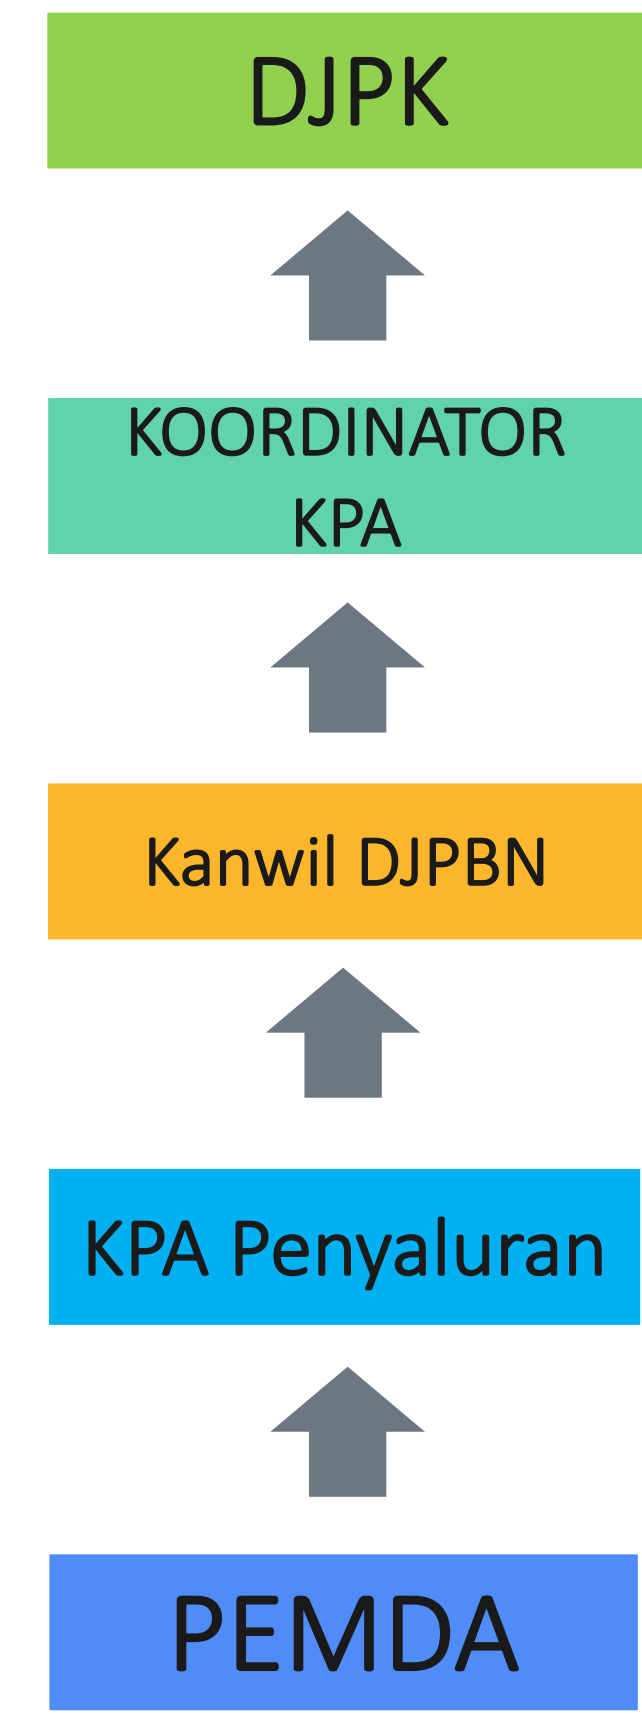 DJPK
KOORDINATOR
KPA
Kanwil DJPBN
KPA Penyaluran
PEMDA